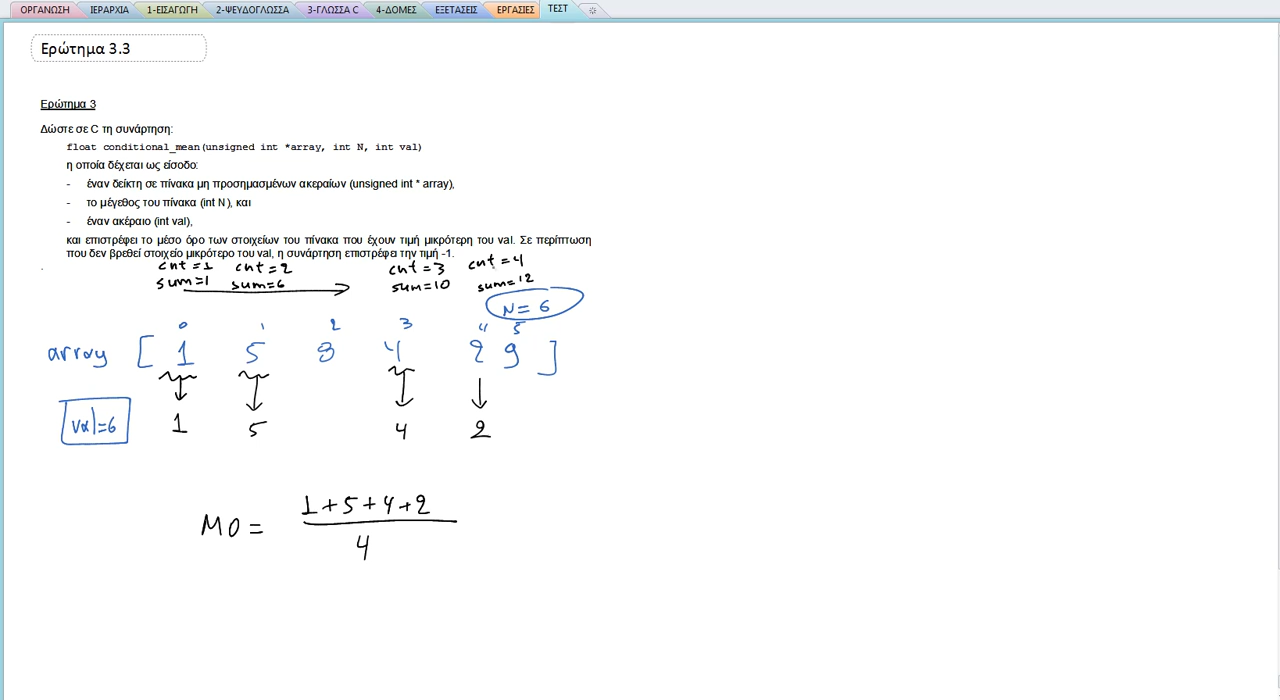 ΟΡΓΑΝΩΣΗ ΙΕΡΑΡΧΙΑ 1-ΕΙΣΑΓΩΓΗ 2-ΨΕΥΔΟΓΛΩΣΣΑ 3-ΓΛΩΣΣΑ C 4-ΔΟΜΕΣ ΕΞΕΤΑΣΕΙΣ ΕΡΓΑΣΙΕΣ ΤΕΣΤ
Ερώτημα 3.3
Ερώτημα 3
Δώστε σε C τη συνάρτηση:
float conditional_mean(unsigned int *array, int N, int val)
η οποία δέχεται ως είσοδο:
- έναν δείκτη σε πίνακα μη προσημασμένων ακεραίων (unsigned int * array),
- το μέγεθος του πίνακα (int N ), και
- έναν ακέραιο (int val),
και επιστρέφει το μέσο όρο των στοιχείων του πίνακα που έχουν τιμή μικρότερη του val. Σε περίπτωση
που δεν βρεθεί στοιχείο μικρότερο του val, η συνάρτηση επιστρέφει την τιμή -1.
cnt=1 cnt=2 cnt=3 cnt=4
sum=1 sum=6 sum=10 sum=12
N=6
0 1 2 3 4 5
array [ 1 5 8 4 2 9 ]
val=6 1 5 4 2
1+5+4+2
MO =
4